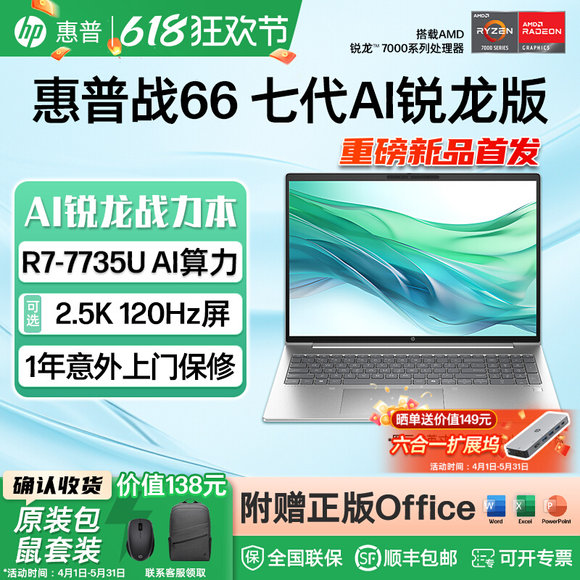 hp 惠普 618狂欢节
搭载AMD
锐龙™ 7000系列处理器
AMD
RYZEN
7000 SERIES
AMD
RADEON
GRAPHICS
惠普战66 七代AI锐龙版
重磅新品首发
AI锐龙战力本
R7-7735U AI算力
可选 2.5K 120Hz屏
1年意外上门保修
晒单送价值149元
六合一扩展坞
*活动时间：4月1日-5月31日
确认收货 价值138元
原装包
鼠套装
*活动时间：4月1日-5月31日
联系客服领取
附赠正版Office
Word
Excel
PowerPoint
保 全国联保 SF 顺丰包邮 可专 可开专票